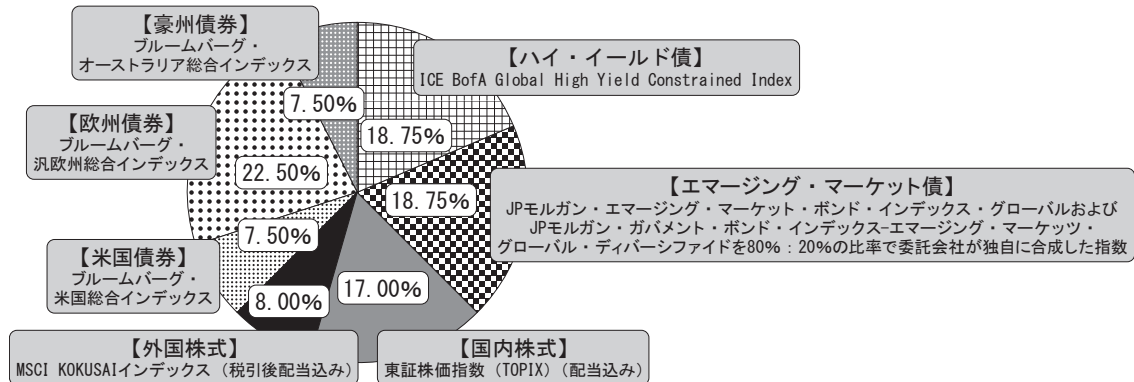 【豪州債券】
ブルームバーグ・
オーストラリア総合インデックス
7.50%
【ハイ・イールド債】
ICE BofA Global High Yield Constrained Index
18.75%
【欧州債券】
ブルームバーグ・
汎欧州総合インデックス
22.50%
【エマージング・マーケット債】
JPモルガン・エマージング・マーケット・ボンド・インデックス・グローバルおよび
JPモルガン・ガバメント・ボンド・インデックス-エマージング・マーケッツ・
グローバル・ディバーシファイドを80%:20%の比率で委託会社が独自に合成した指数
18.75%
【米国債券】
ブルームバーグ・
米国総合インデックス
7.50%
8.00%
17.00%
【外国株式】
MSCI KOKUSAIインデックス(税引後配当込み)
【国内株式】
東証株価指数(TOPIX)(配当込み)